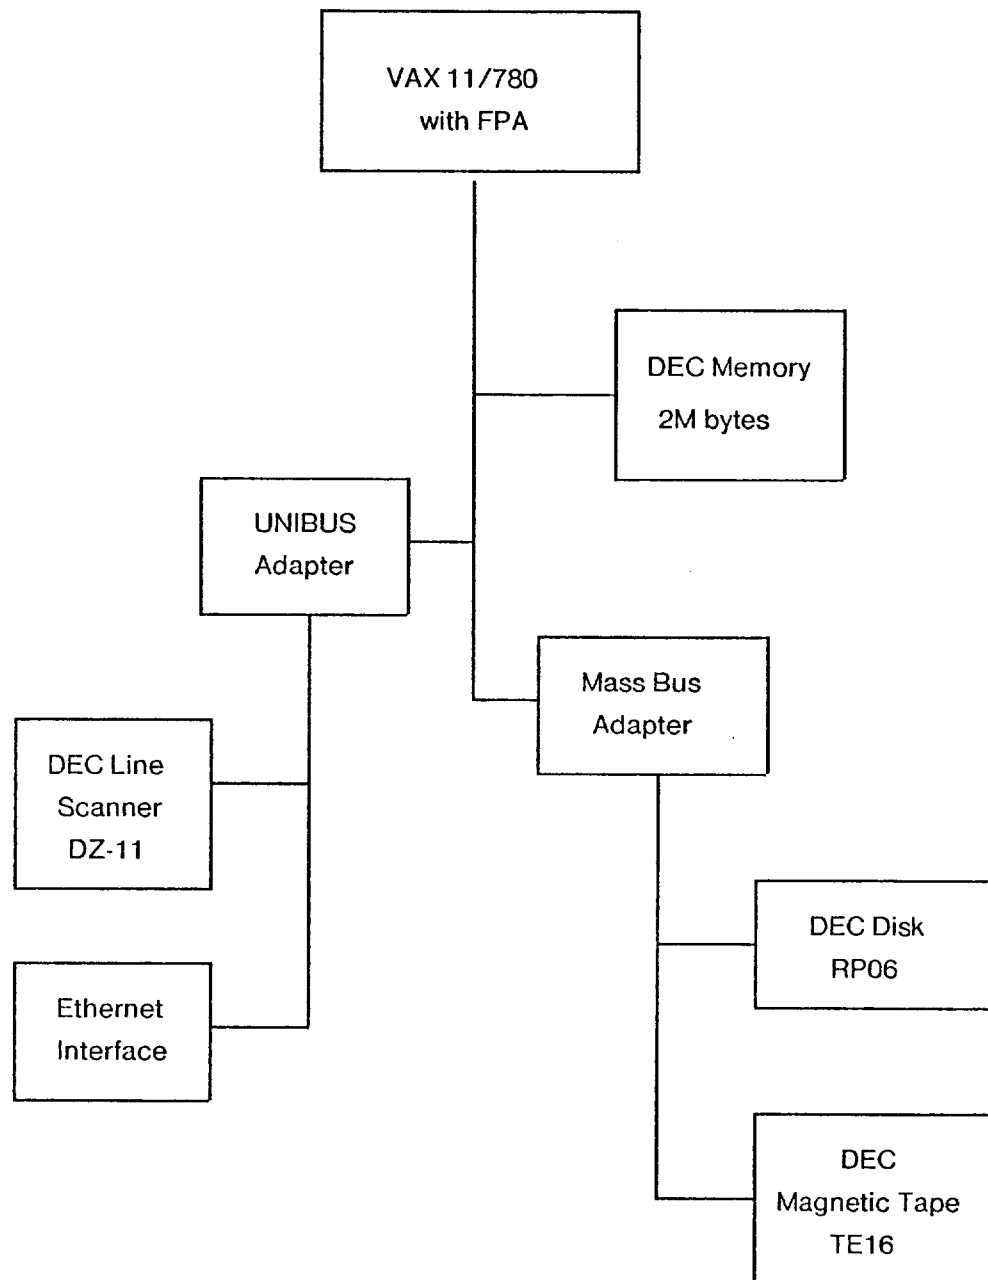 VAX 11/780
with FPA
DEC Memory
2M bytes
UNIBUS
Adapter
Mass Bus
Adapter
DEC Line
Scanner
DZ-11
DEC Disk
RP06
Ethernet
Interface
DEC
Magnetic Tape
TE16